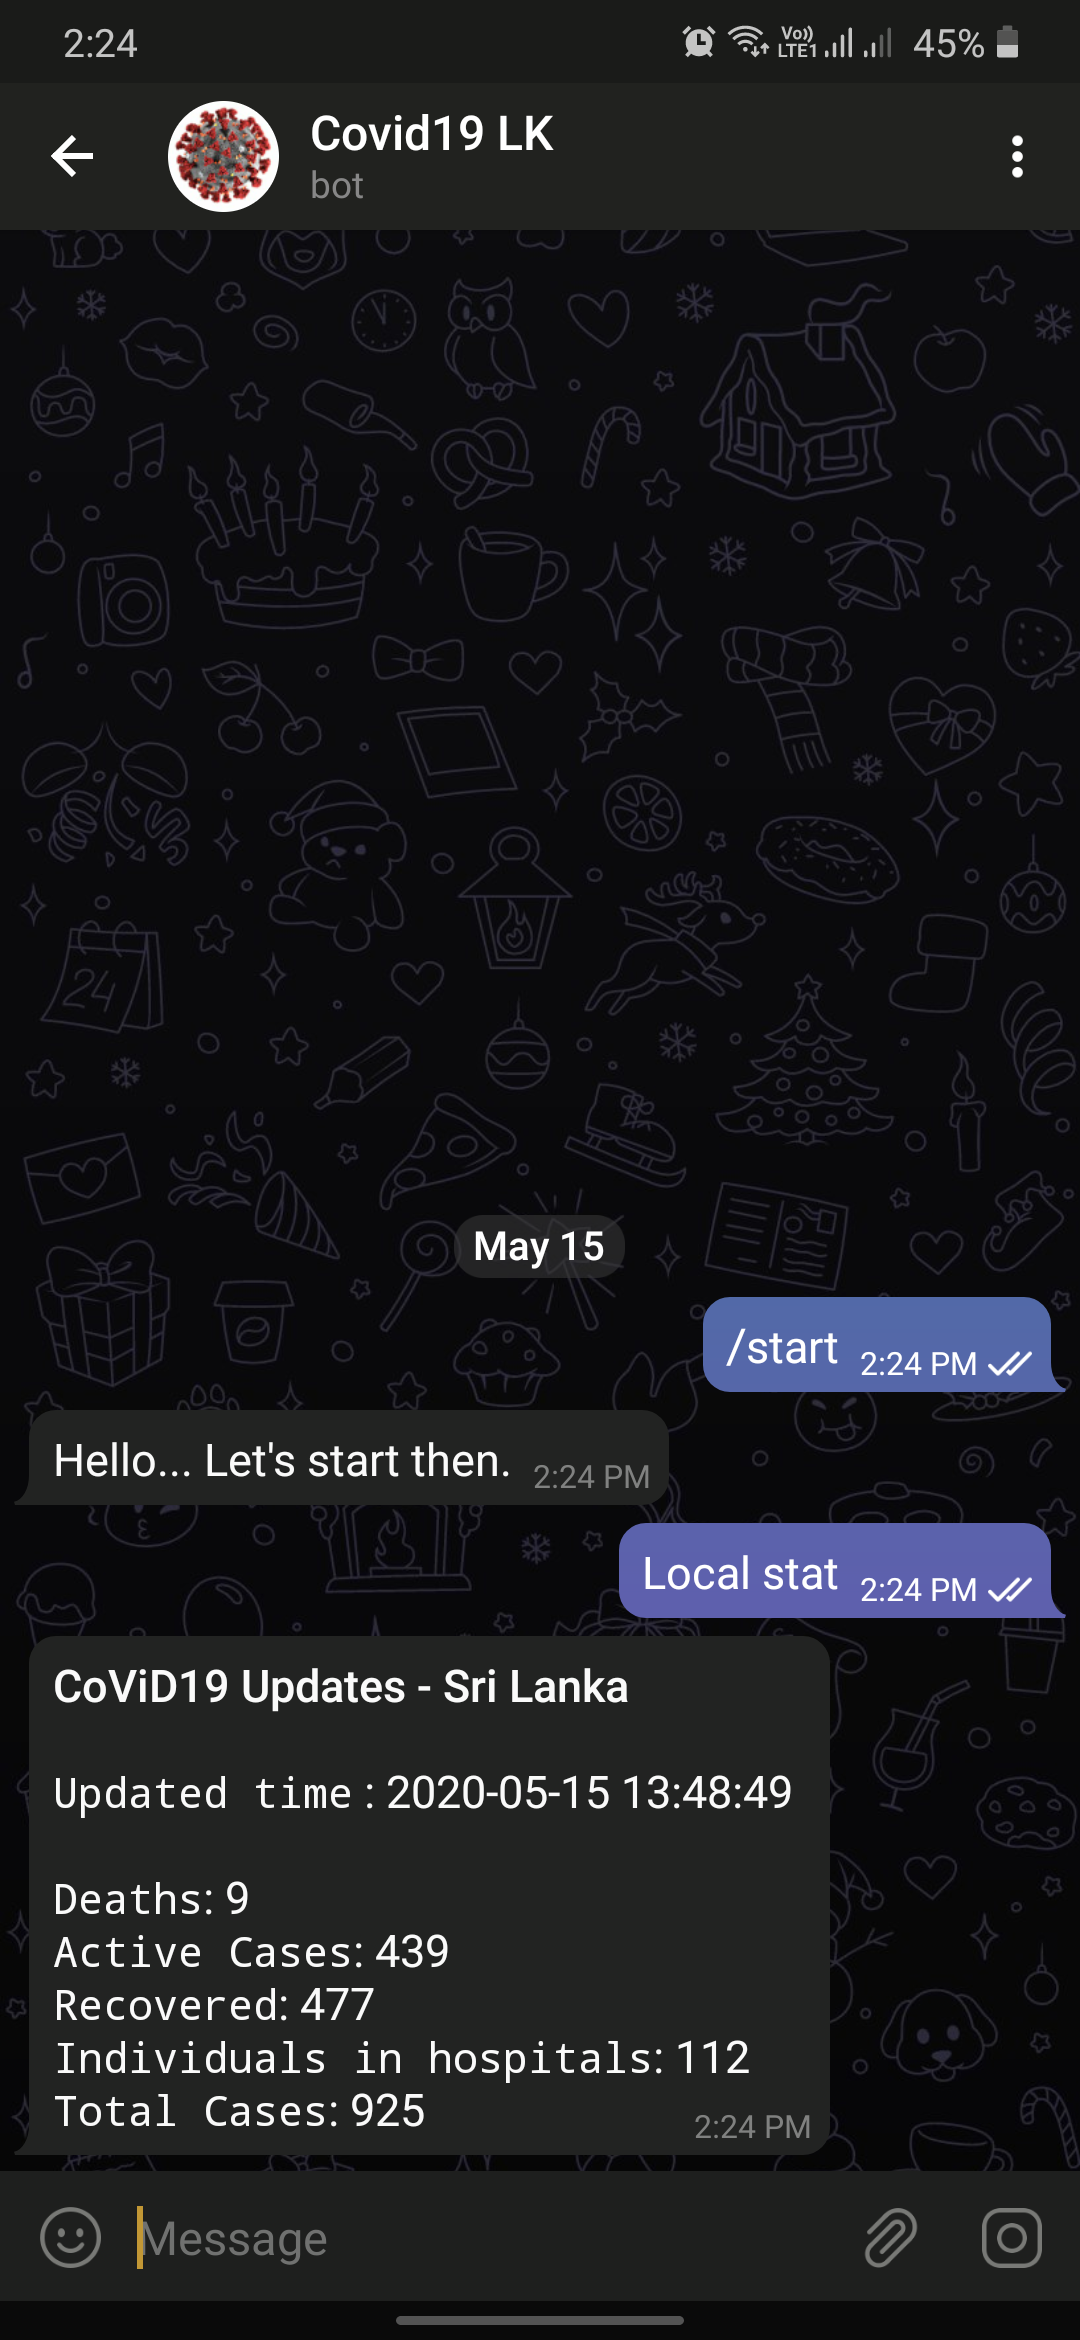 2:24
Vo)) LTE1
45%
Covid19 LK
bot
24
May 15
/start 2:24 PM
Hello... Let's start then. 2:24 PM
Local stat 2:24 PM
CoViD19 Updates - Sri Lanka
Updated time : 2020-05-15 13:48:49
Deaths: 9
Active Cases: 439
Recovered: 477
Individuals in hospitals: 112
Total Cases: 925
2:24 PM
Message